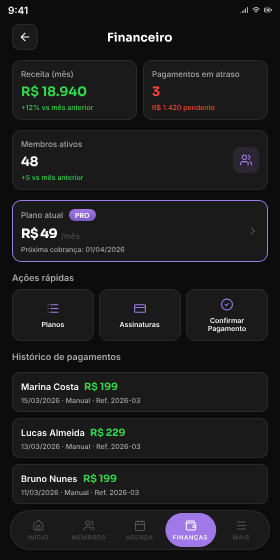 9:41
Financeiro
Receita (mês)
R$ 18.940
+12% vs mês anterior
Pagamentos em atraso
3
R$ 1.420 pendente
Membros ativos
48
+5 vs mês anterior
Plano atual PRO
R$ 49 /mês
Próxima cobrança: 01/04/2026
Ações rápidas
Planos
Assinaturas
Confirmar
Pagamento
Histórico de pagamentos
Marina Costa R$ 199
15/03/2026 · Manual · Ref. 2026-03
Lucas Almeida R$ 229
13/03/2026 · Manual · Ref. 2026-03
Bruno Nunes R$ 199
11/03/2026 · Manual · Ref. 2026-03
INÍCIO
MEMBROS
AGENDA
FINANÇAS
MAIS